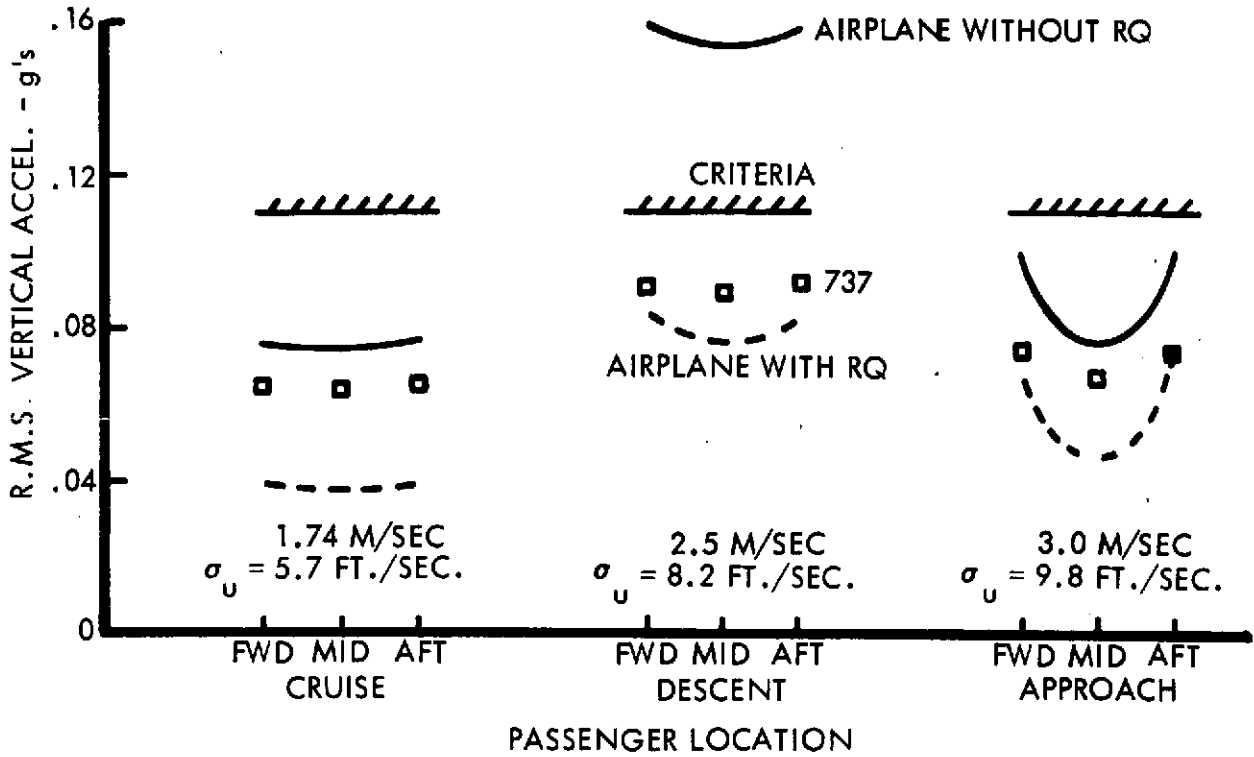 R.M.S. VERTICAL ACCEL. - g's
.16
.12
.08
.04
0
AIRPLANE WITHOUT RQ
CRITERIA
737
AIRPLANE WITH RQ
1.74 M/SEC
σu = 5.7 FT./SEC.
2.5 M/SEC
σu = 8.2 FT./SEC.
3.0 M/SEC
σu = 9.8 FT./SEC.
FWD MID AFT
CRUISE
FWD MID AFT
DESCENT
FWD MID AFT
APPROACH
PASSENGER LOCATION